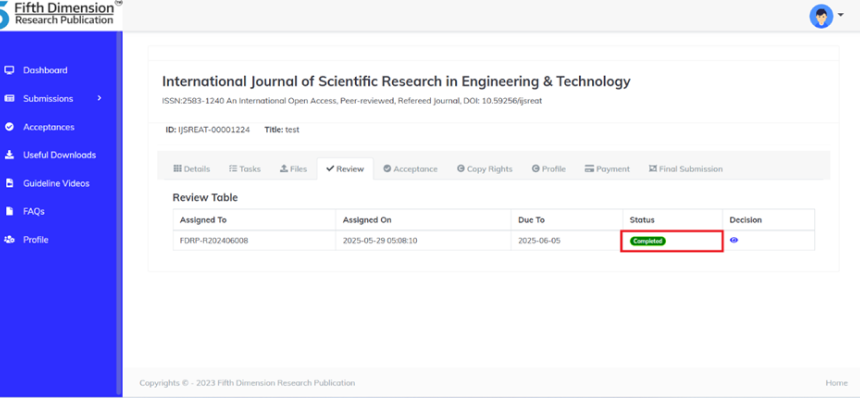 Fifth Dimension
Research Publication
Dashboard
Submissions
Acceptances
Useful Downloads
Guideline Videos
FAQs
Profile
International Journal of Scientific Research in Engineering & Technology
ISSN:2583-1240 An International Open Access, Peer-reviewed, Refereed Journal, DOI: 10.59256/ijsreat
ID: IJSREAT-00001224 Title: test
Details Tasks Files Review Acceptance Copy Rights Profile Payment Final Submission
Review Table
Assigned To Assigned On Due To Status Decision
FDRP-R202406008 2025-05-29 05:08:10 2025-06-05 Completed
Copyrights © - 2023 Fifth Dimension Research Publication Home